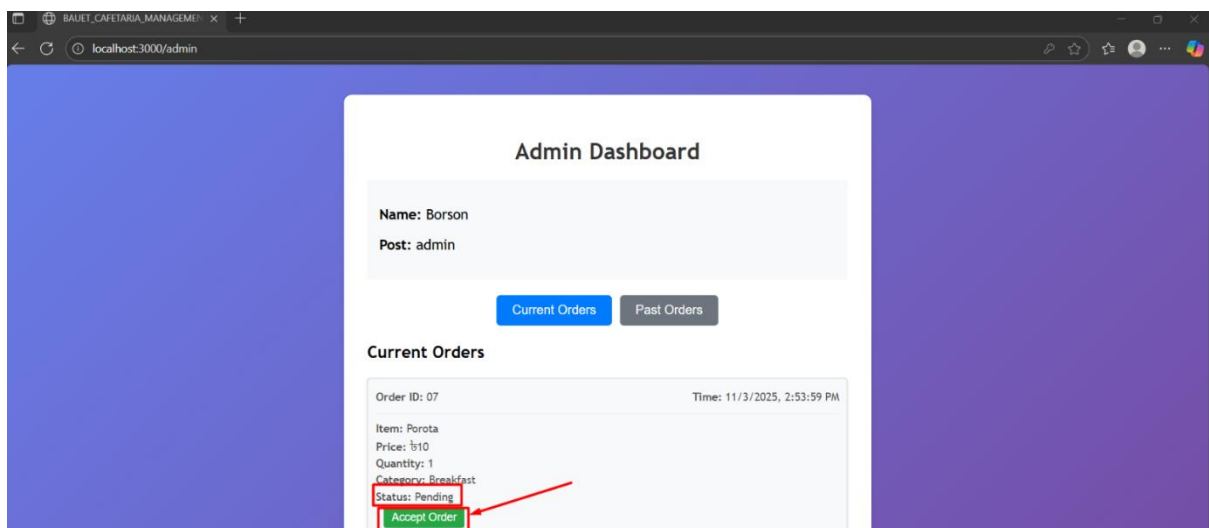 BAUET_CAFETARIA_MANAGEMEN
localhost:3000/admin
Admin Dashboard
Name: Borson
Post: admin
Current Orders
Past Orders
Current Orders
Order ID: 07
Time: 11/3/2025, 2:53:59 PM
Item: Porota
Price: ৳10
Quantity: 1
Category: Breakfast
Status: Pending
Accept Order